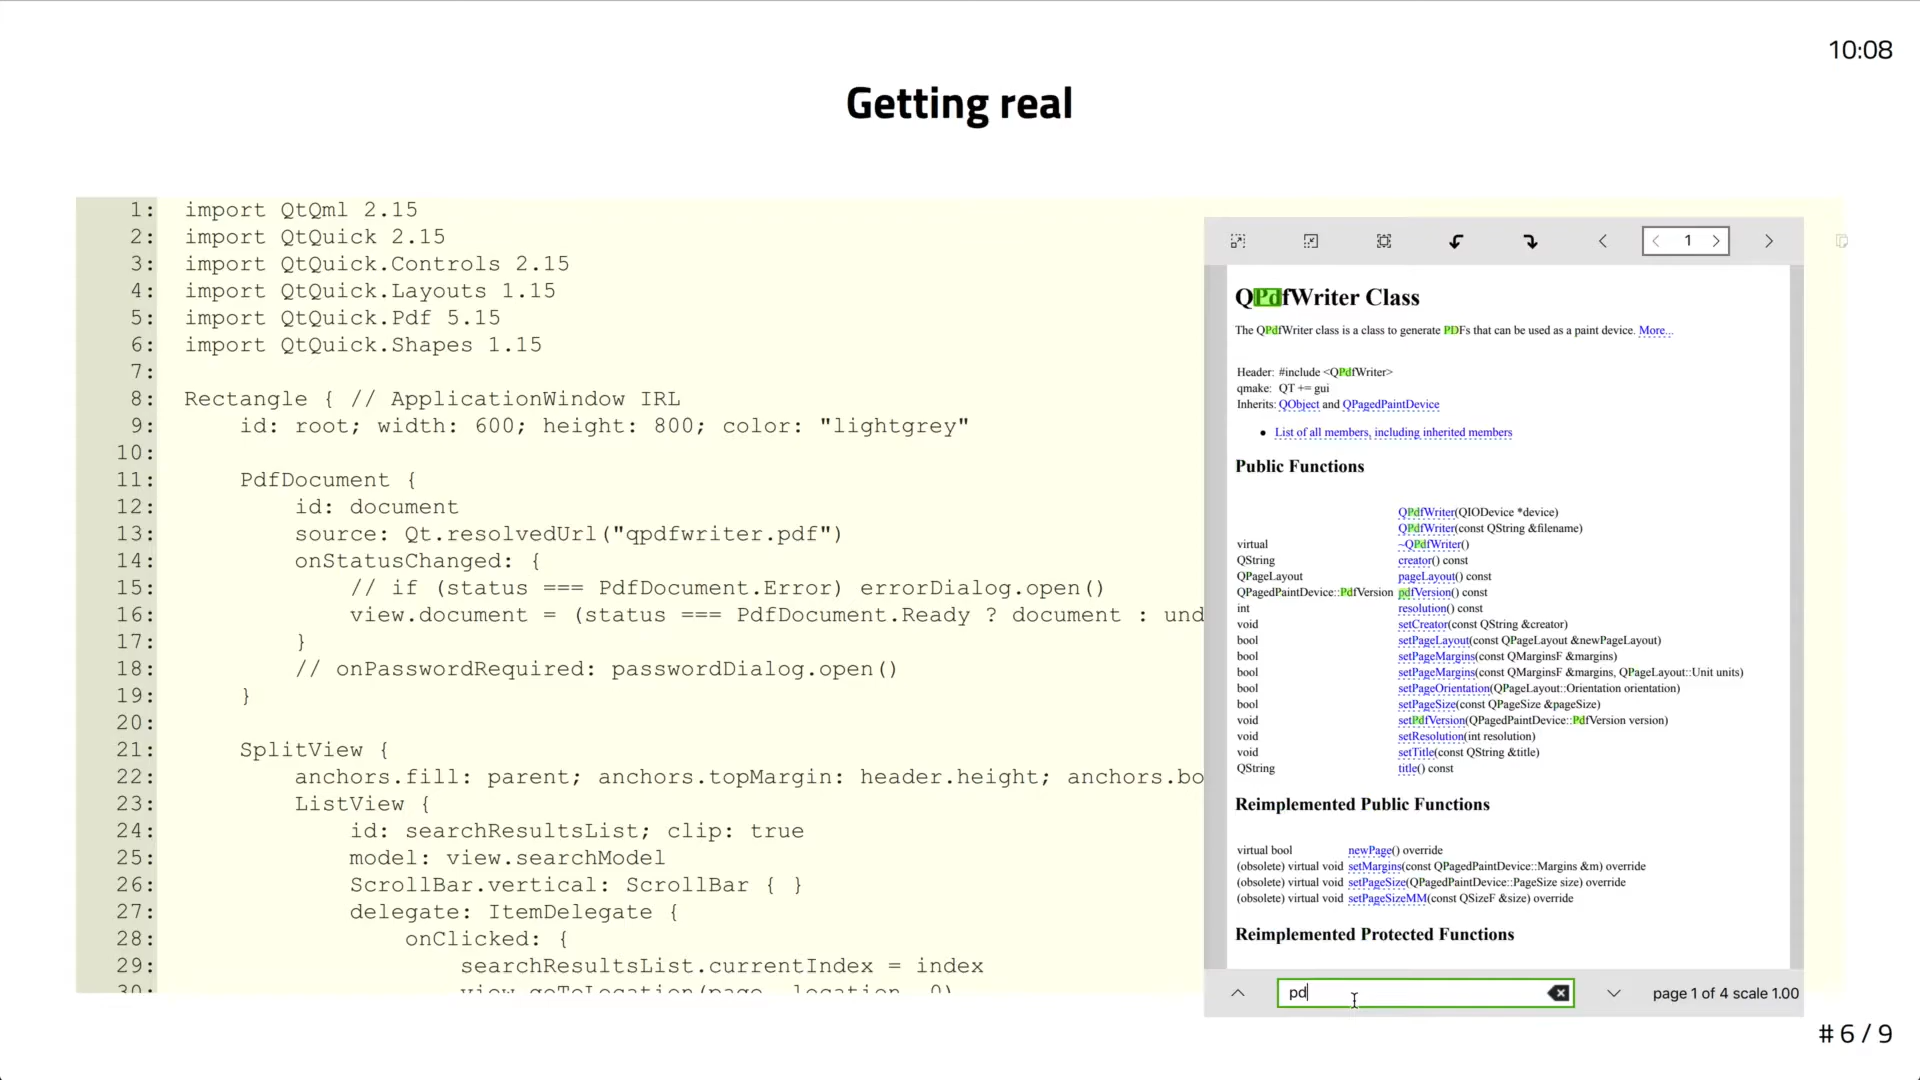 10:08
Getting real
1: import QtQml 2.15
2: import QtQuick 2.15
3: import QtQuick.Controls 2.15
4: import QtQuick.Layouts 1.15
5: import QtQuick.Pdf 5.15
6: import QtQuick.Shapes 1.15
7:
8: Rectangle { // ApplicationWindow IRL
9: id: root; width: 600; height: 800; color: "lightgrey"
10:
11: PdfDocument {
12: id: document
13: source: Qt.resolvedUrl("qpdfwriter.pdf")
14: onStatusChanged: {
15: // if (status === PdfDocument.Error) errorDialog.open()
16: view.document = (status === PdfDocument.Ready ? document : und
17: }
18: // onPasswordRequired: passwordDialog.open()
19: }
20:
21: SplitView {
22: anchors.fill: parent; anchors.topMargin: header.height; anchors.bo
23: ListView {
24: id: searchResultsList; clip: true
25: model: view.searchModel
26: ScrollBar.vertical: ScrollBar { }
27: delegate: ItemDelegate {
28: onClicked: {
29: searchResultsList.currentIndex = index
30: view.goToLocation(page, location, 0)
1
QPdfWriter Class
The QPdfWriter class is a class to generate PDFs that can be used as a paint device. More...
Header: #include <QPdfWriter>
qmake: QT += gui
Inherits: QObject and QPagedPaintDevice
• List of all members, including inherited members
Public Functions
QPdfWriter(QIODevice *device)
QPdfWriter(const QString &filename)
virtual ~QPdfWriter()
QString creator() const
QPageLayout pageLayout() const
QPagedPaintDevice::PdfVersion pdfVersion() const
int resolution() const
void setCreator(const QString &creator)
bool setPageLayout(const QPageLayout &newPageLayout)
bool setPageMargins(const QMarginsF &margins)
bool setPageMargins(const QMarginsF &margins, QPageLayout::Unit units)
bool setPageOrientation(QPageLayout::Orientation orientation)
bool setPageSize(const QPageSize &pageSize)
void setPdfVersion(QPagedPaintDevice::PdfVersion version)
void setResolution(int resolution)
void setTitle(const QString &title)
QString title() const
Reimplemented Public Functions
virtual bool newPage() override
(obsolete) virtual void setMargins(const QPagedPaintDevice::Margins &m) override
(obsolete) virtual void setPageSize(QPagedPaintDevice::PageSize size) override
(obsolete) virtual void setPageSizeMM(const QSizeF &size) override
Reimplemented Protected Functions
pd
page 1 of 4 scale 1.00
# 6 / 9